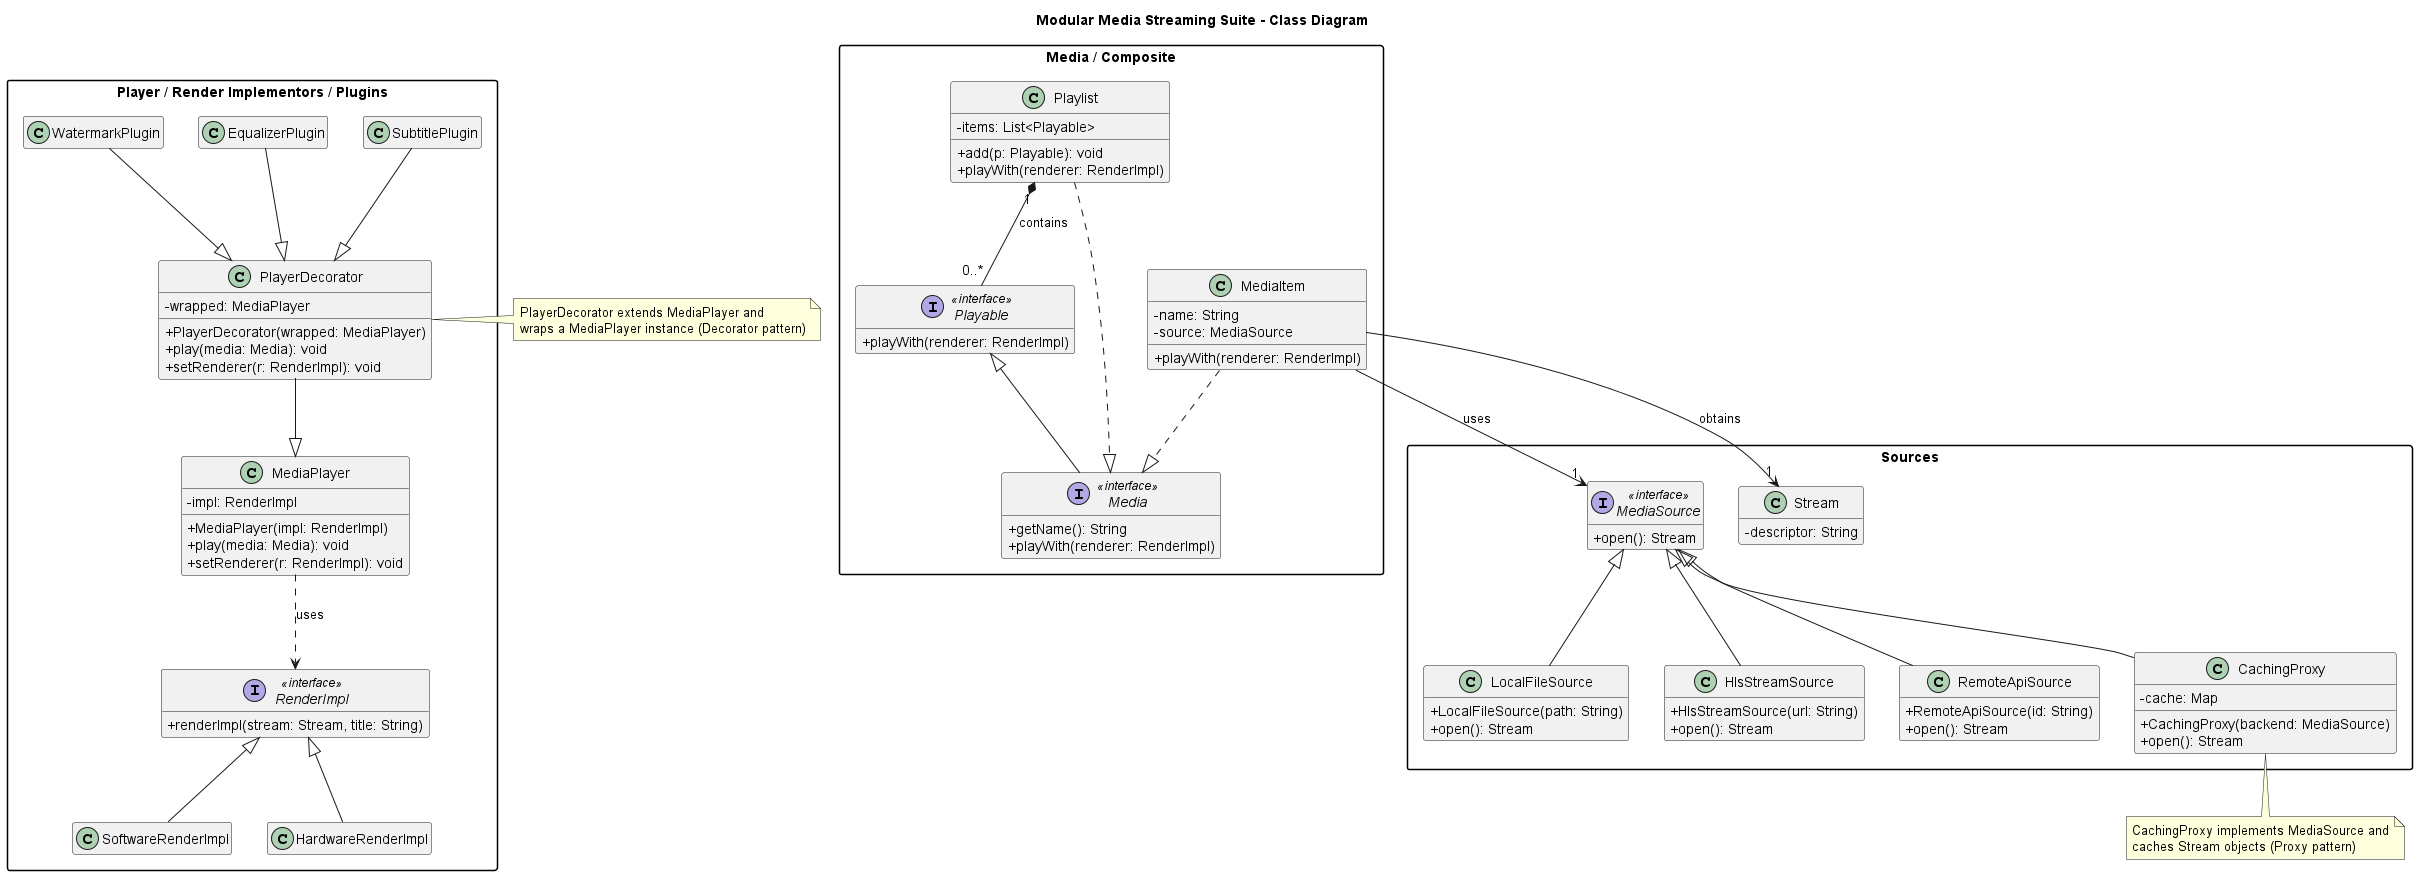 Modular Media Streaming Suite - Class Diagram
Player / Render Implementors / Plugins
C WatermarkPlugin
C EqualizerPlugin
C SubtitlePlugin
C PlayerDecorator
-wrapped: MediaPlayer
+PlayerDecorator(wrapped: MediaPlayer)
+play(media: Media): void
+setRenderer(r: RenderImpl): void
PlayerDecorator extends MediaPlayer and
wraps a MediaPlayer instance (Decorator pattern)
C MediaPlayer
-impl: RenderImpl
+MediaPlayer(impl: RenderImpl)
+play(media: Media): void
+setRenderer(r: RenderImpl): void
uses
I «interface»
RenderImpl
+renderImpl(stream: Stream, title: String)
C SoftwareRenderImpl
C HardwareRenderImpl
Media / Composite
C Playlist
-items: List<Playable>
+add(p: Playable): void
+playWith(renderer: RenderImpl)
1
contains
0..*
I «interface»
Playable
+playWith(renderer: RenderImpl)
C MediaItem
-name: String
-source: MediaSource
+playWith(renderer: RenderImpl)
I «interface»
Media
+getName(): String
+playWith(renderer: RenderImpl)
uses
1
obtains
1
Sources
I «interface»
MediaSource
+open(): Stream
C Stream
-descriptor: String
C LocalFileSource
+LocalFileSource(path: String)
+open(): Stream
C HlsStreamSource
+HlsStreamSource(url: String)
+open(): Stream
C RemoteApiSource
+RemoteApiSource(id: String)
+open(): Stream
C CachingProxy
-cache: Map
+CachingProxy(backend: MediaSource)
+open(): Stream
CachingProxy implements MediaSource and
caches Stream objects (Proxy pattern)